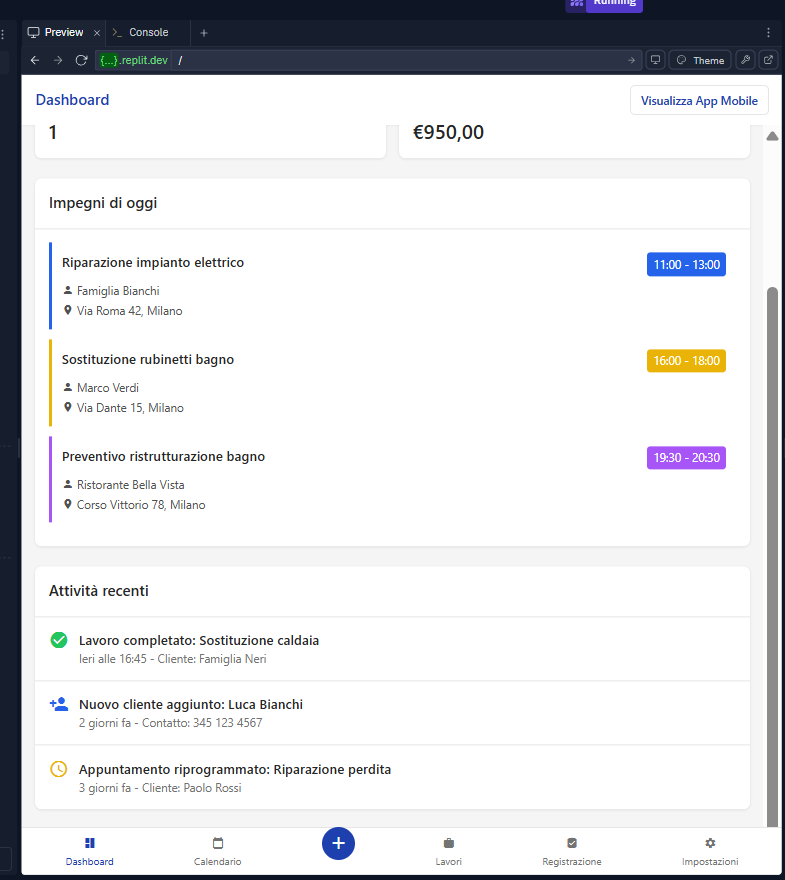 Running
Preview
Console
{...}.replit.dev /
Theme
Dashboard
Visualizza App Mobile
1
€950,00
Impegni di oggi
Riparazione impianto elettrico
11:00 - 13:00
Famiglia Bianchi
Via Roma 42, Milano
Sostituzione rubinetti bagno
16:00 - 18:00
Marco Verdi
Via Dante 15, Milano
Preventivo ristrutturazione bagno
19:30 - 20:30
Ristorante Bella Vista
Corso Vittorio 78, Milano
Attività recenti
Lavoro completato: Sostituzione caldaia
Ieri alle 16:45 - Cliente: Famiglia Neri
Nuovo cliente aggiunto: Luca Bianchi
2 giorni fa - Contatto: 345 123 4567
Appuntamento riprogrammato: Riparazione perdita
3 giorni fa - Cliente: Paolo Rossi
Dashboard
Calendario
Lavori
Registrazione
Impostazioni